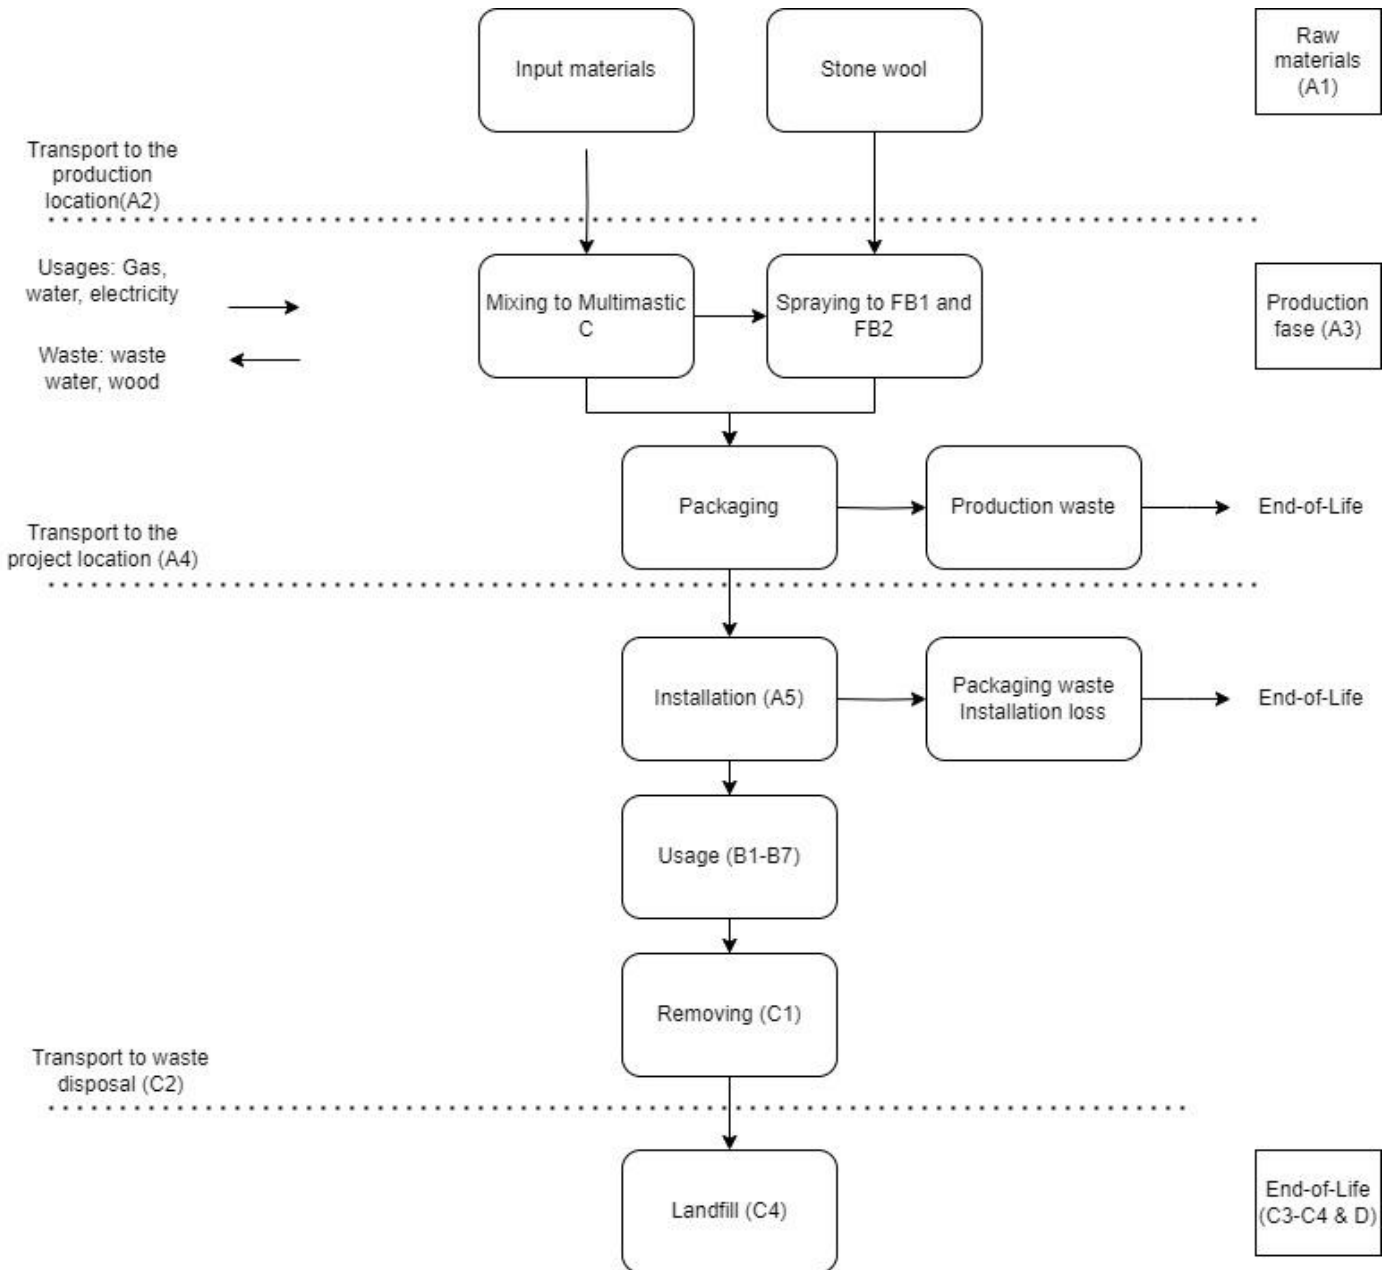 Input materials
Stone wool
Raw
materials
(A1)
Transport to the
production
location(A2)
Usages: Gas,
water, electricity
Waste: waste
water, wood
Mixing to Multimastic
C
Spraying to FB1 and
FB2
Production
fase (A3)
Packaging
Production waste
End-of-Life
Transport to the
project location (A4)
Installation (A5)
Packaging waste
Installation loss
End-of-Life
Usage (B1-B7)
Removing (C1)
Transport to waste
disposal (C2)
Landfill (C4)
End-of-Life
(C3-C4 & D)